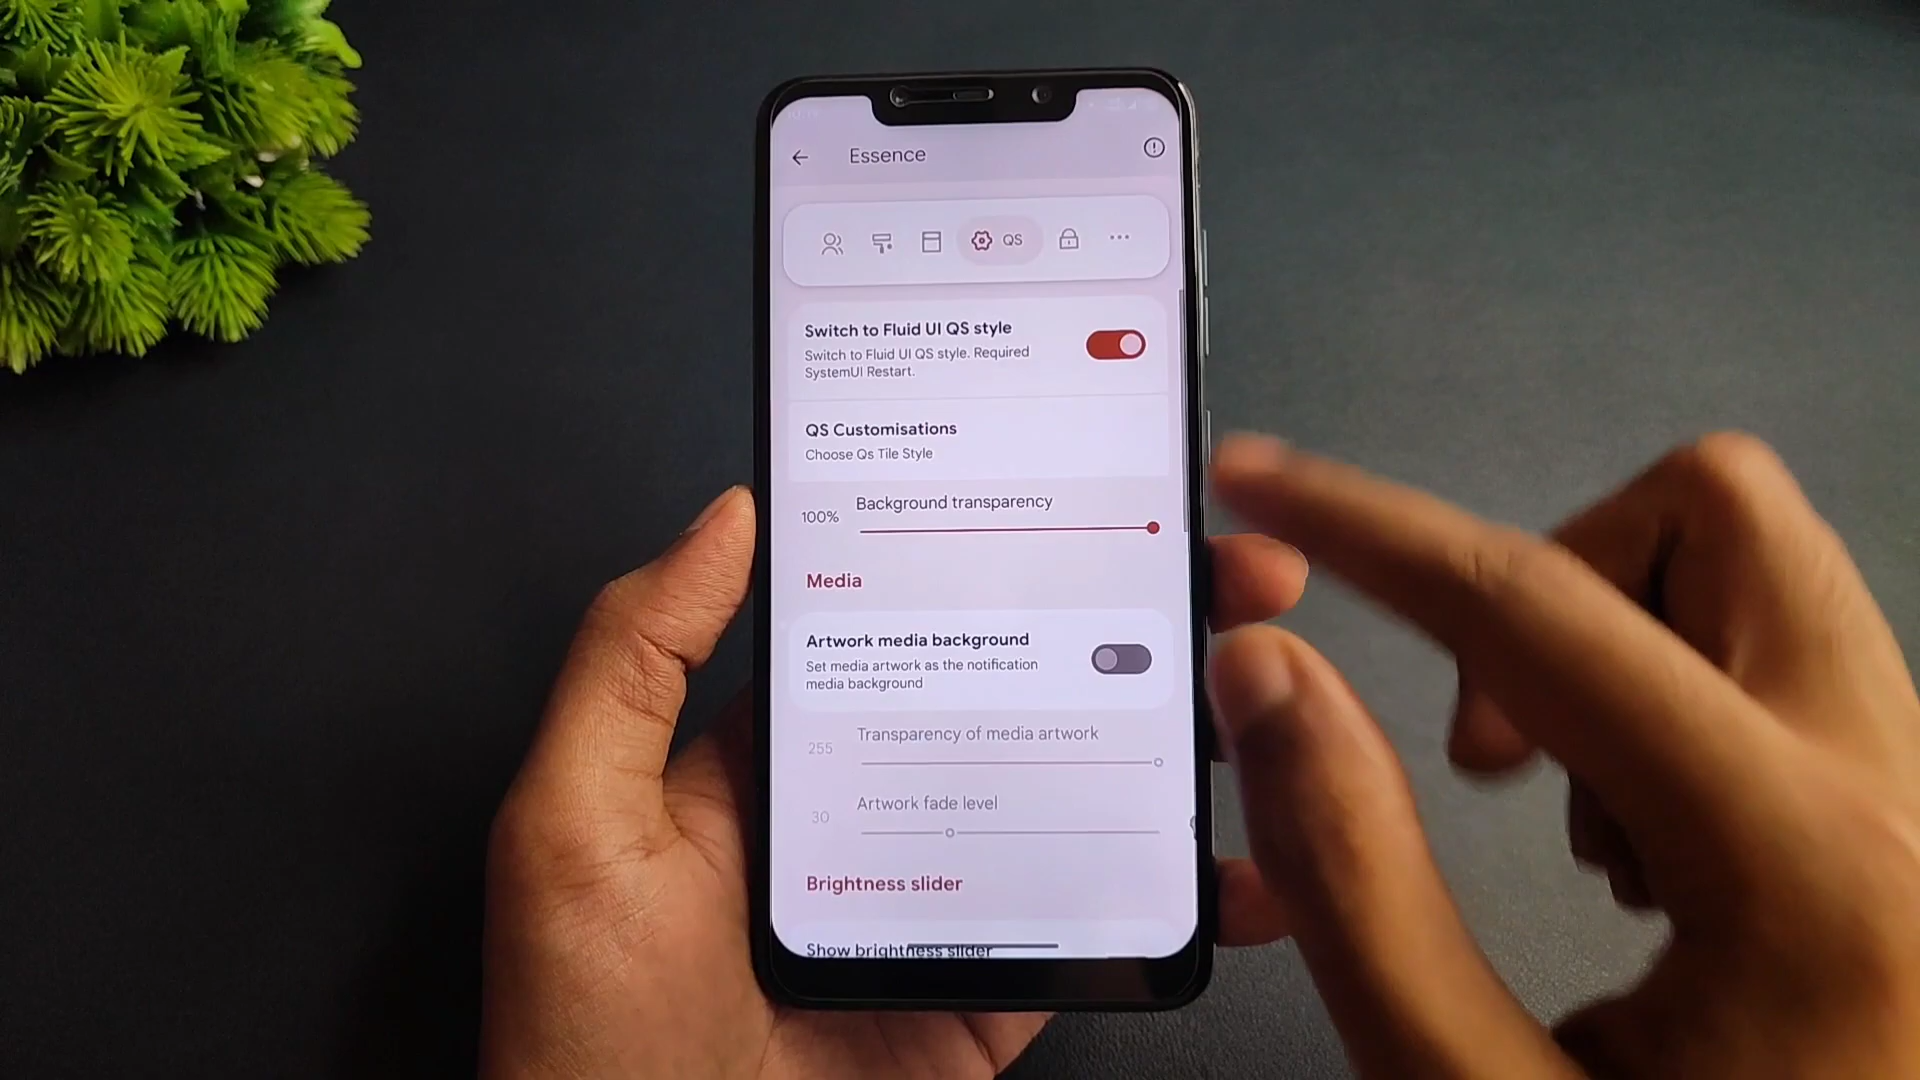 Essence
QS
Switch to Fluid UI QS style
Switch to Fluid UI QS style. Required
SystemUI Restart.
QS Customisations
Choose Qs Tile Style
100%
Background transparency
Media
Artwork media background
Set media artwork as the notification
media background
Transparency of media artwork
255
Artwork fade level
30
Brightness slider
Show brightness slider